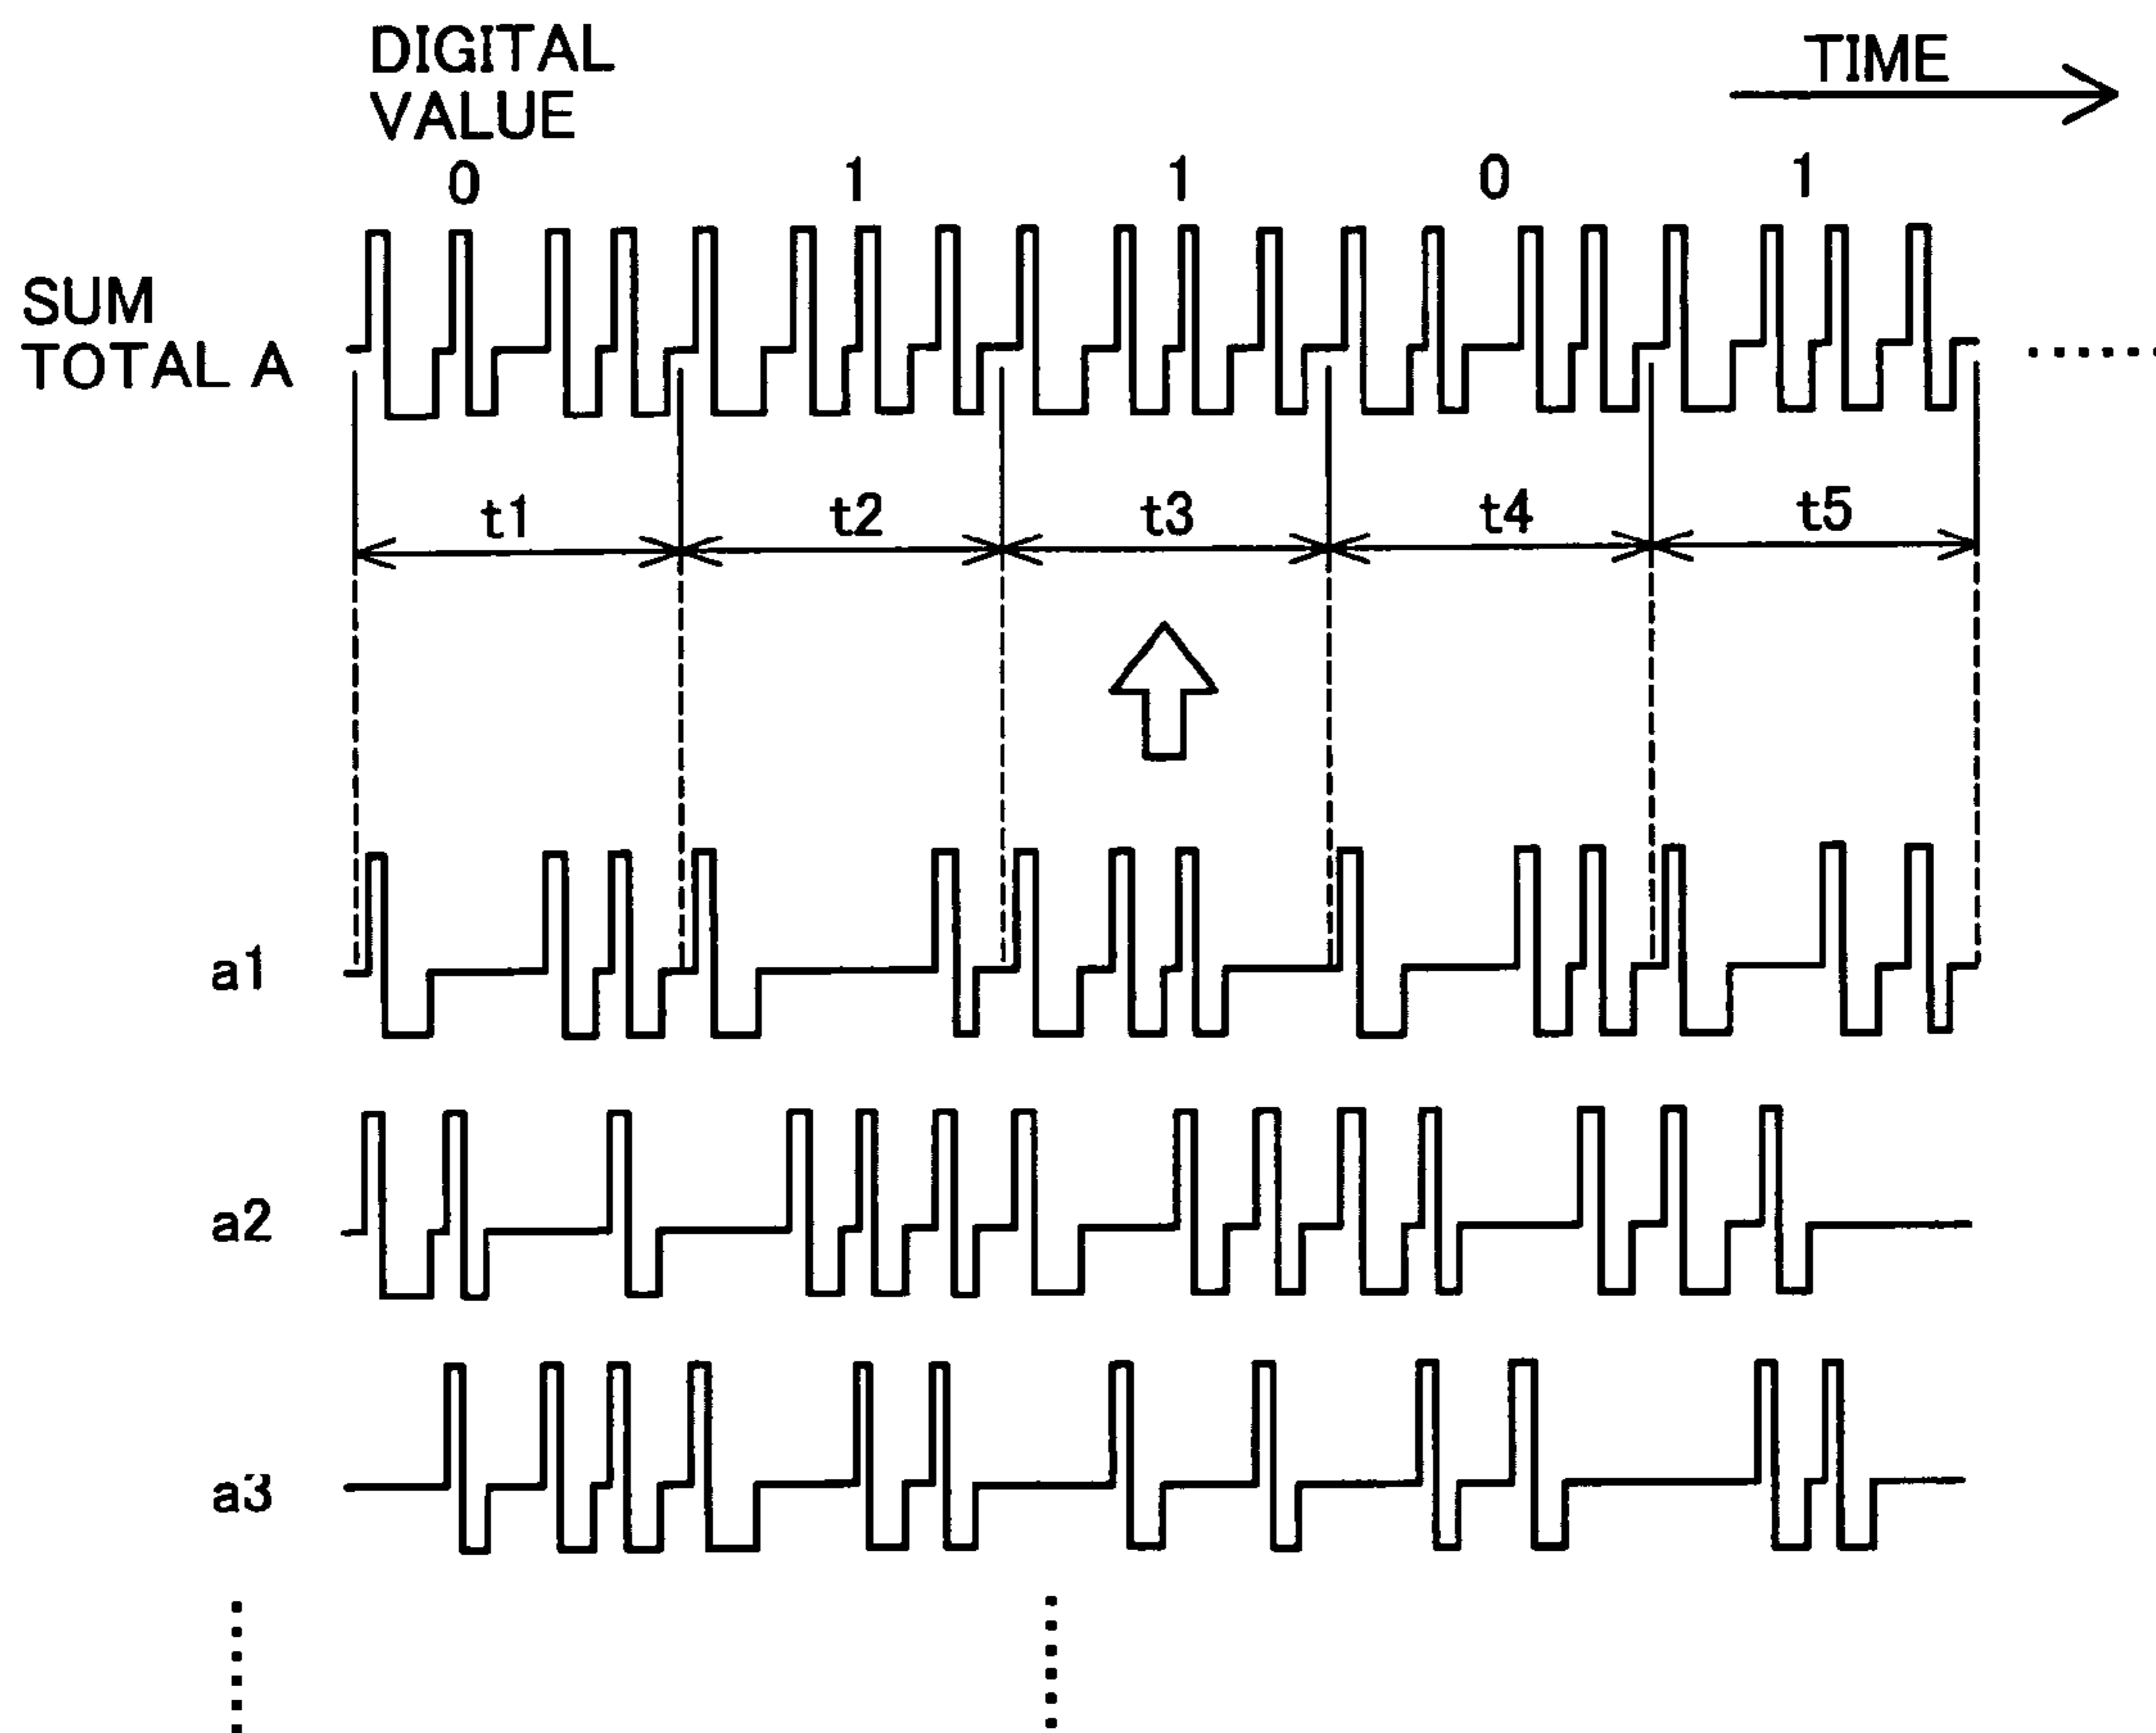 DIGITAL
VALUE
TIME
0 1 1 0 1
SUM
TOTAL A
t1 t2 t3 t4 t5
a1
a2
a3